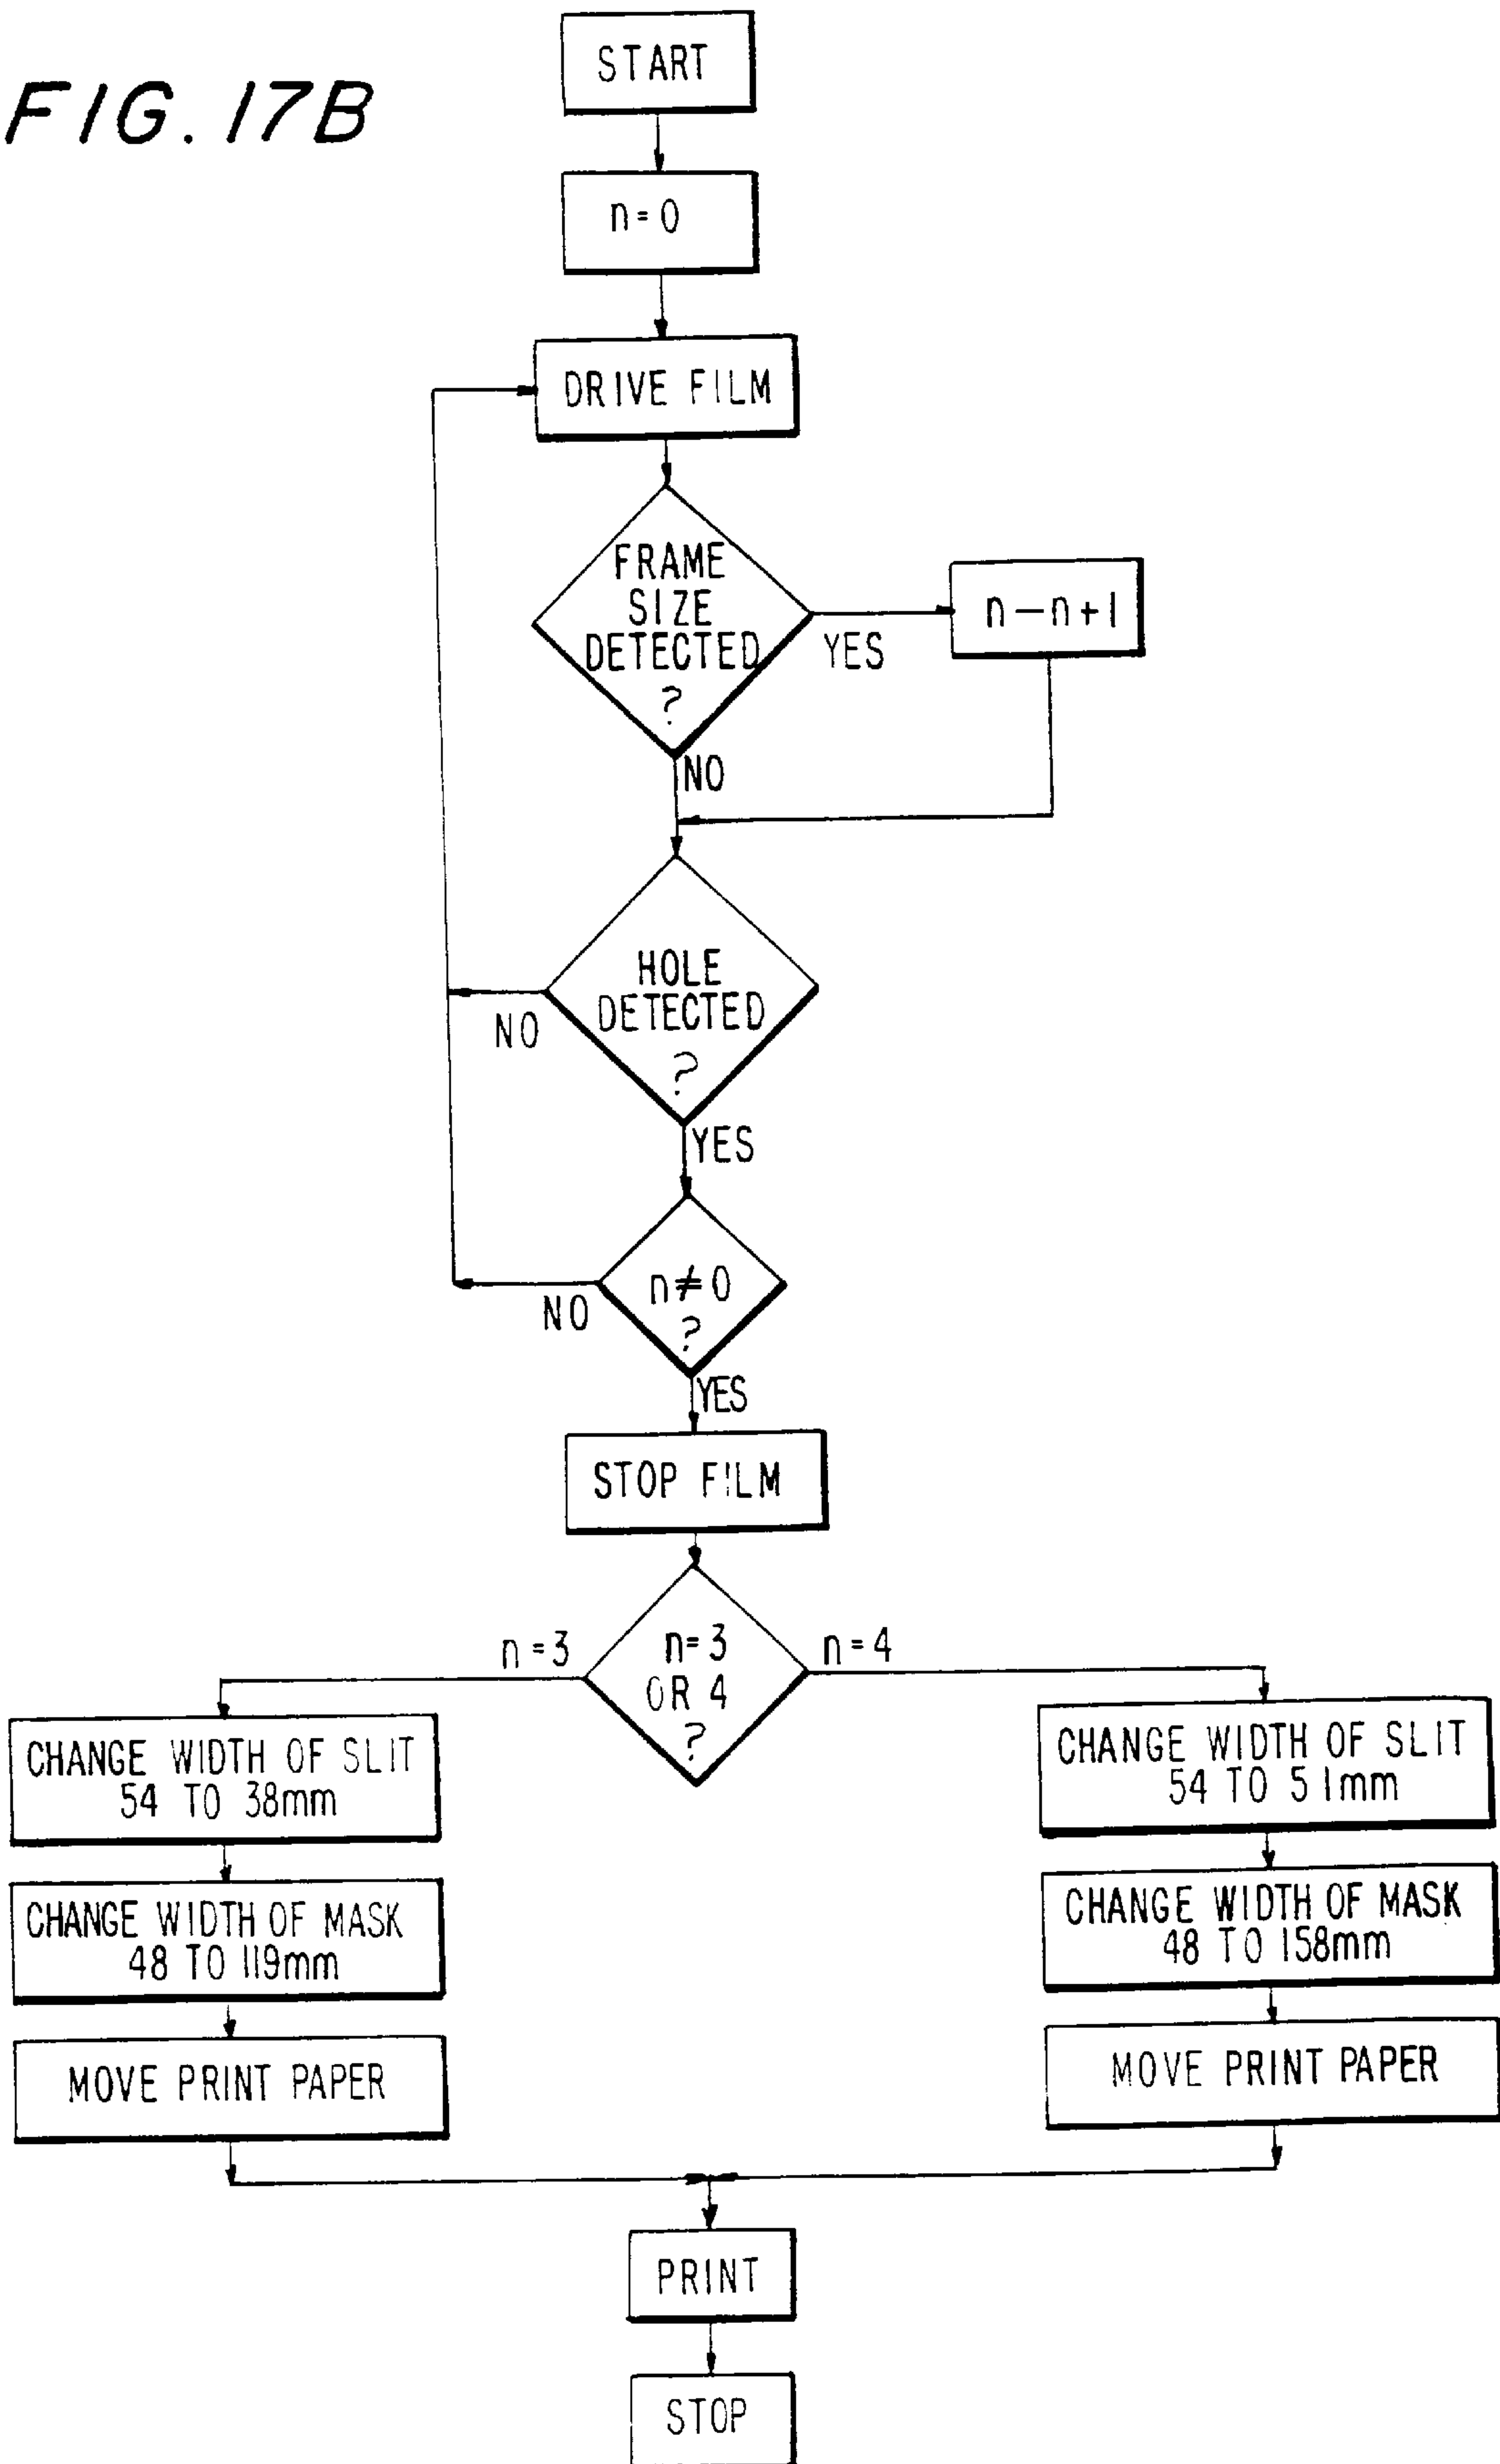 FIG. 17B
START
n=0
DRIVE FILM
FRAME
SIZE
DETECTED
?
YES
n–n+1
NO
HOLE
DETECTED
?
NO
YES
n≠0
?
NO
YES
STOP FILM
n=3
OR 4
?
n=3
n=4
CHANGE WIDTH OF SLIT
54 TO 38mm
CHANGE WIDTH OF SLIT
54 TO 51mm
CHANGE WIDTH OF MASK
48 TO 119mm
CHANGE WIDTH OF MASK
48 TO 158mm
MOVE PRINT PAPER
MOVE PRINT PAPER
PRINT
STOP